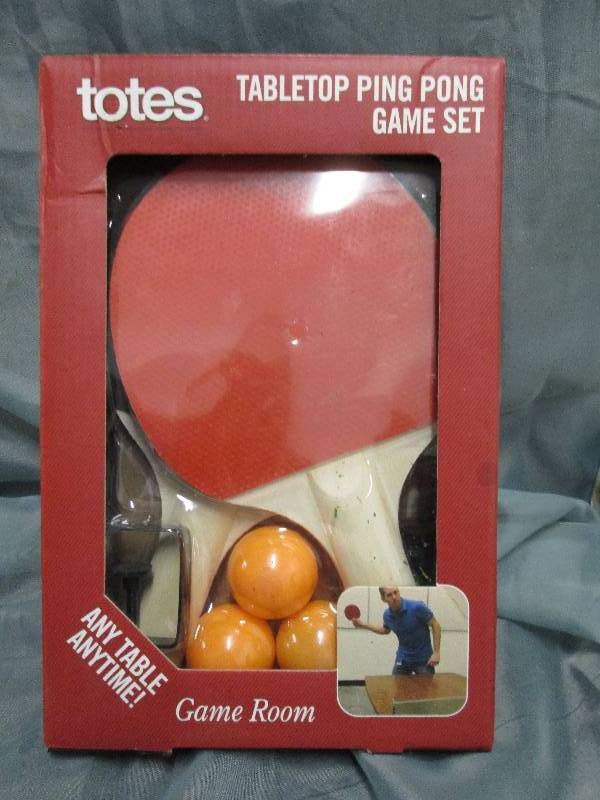 totes
TABLETOP PING PONG
GAME SET
ANY TABLE
ANYTIME!
Game Room